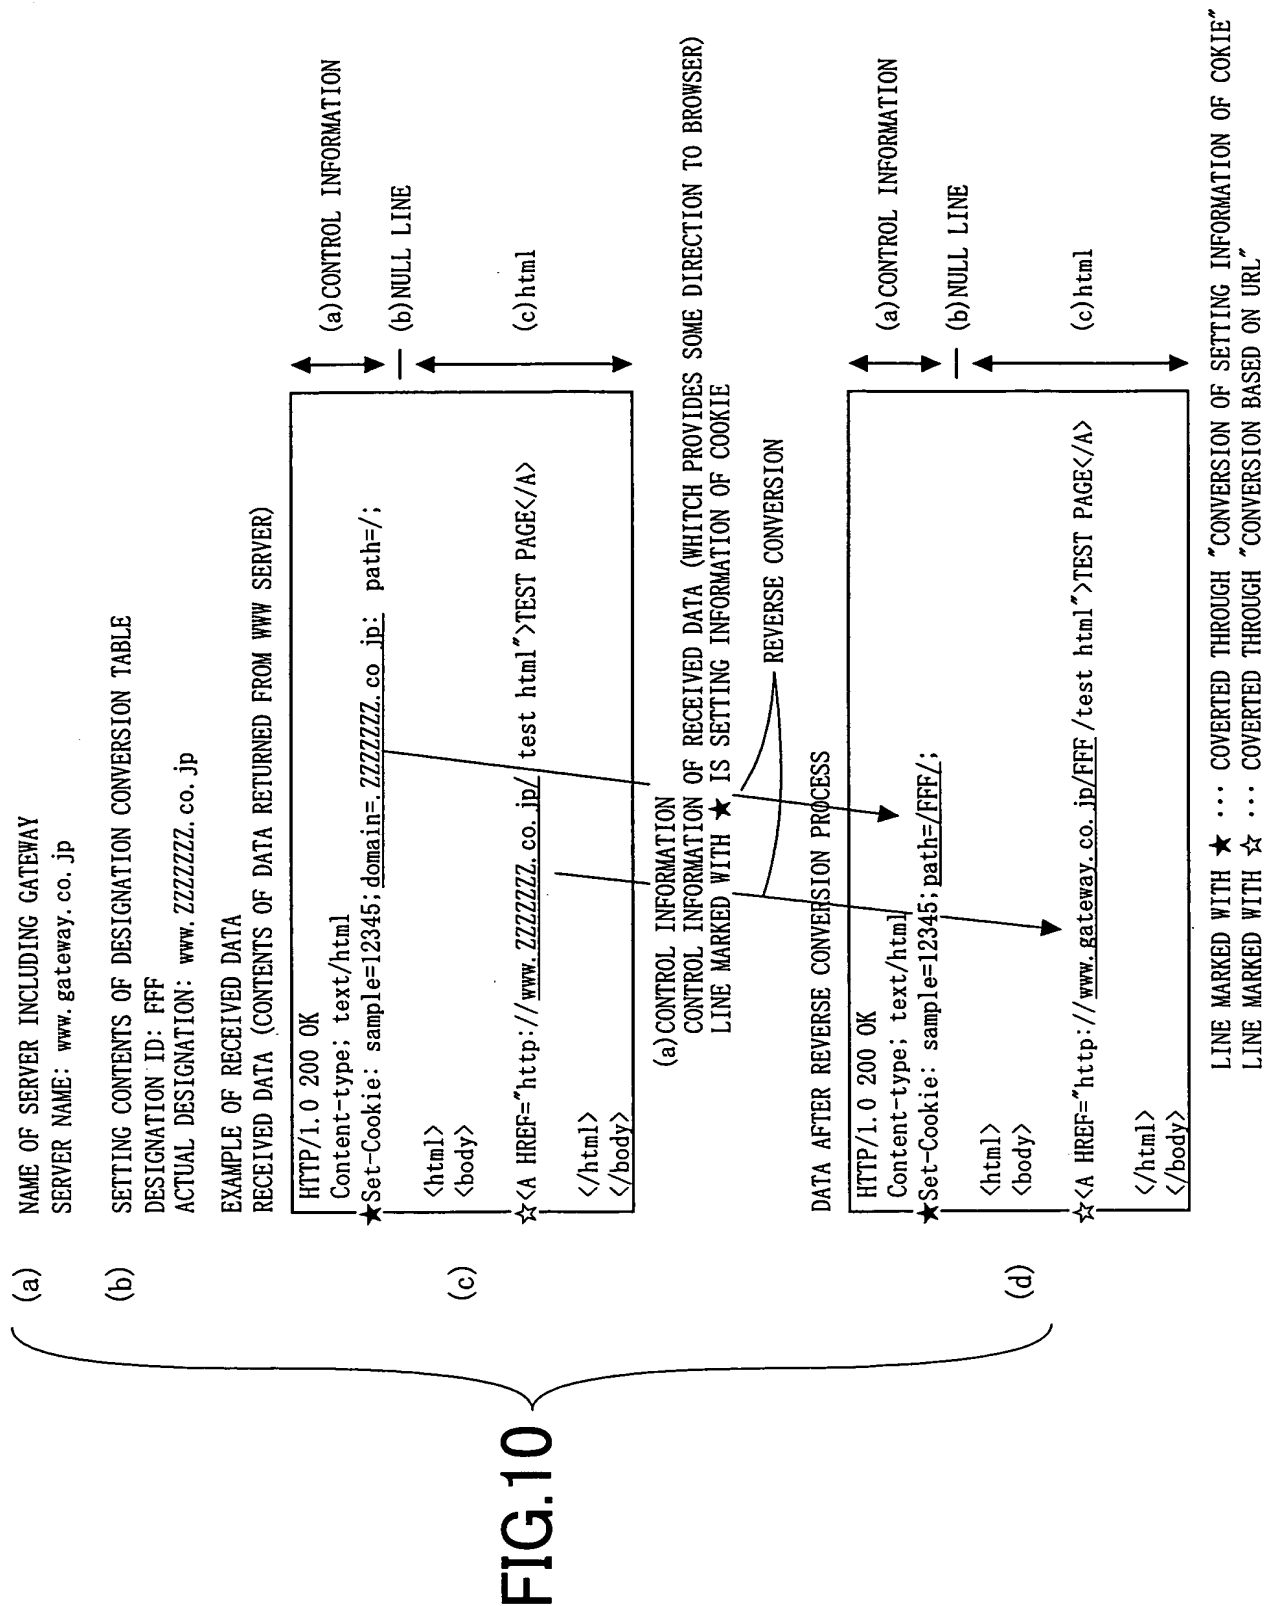 FIG.10
(a) NAME OF SERVER INCLUDING GATEWAY
SERVER NAME: www.gateway.co.jp
(b) SETTING CONTENTS OF DESIGNATION CONVERSION TABLE
DESIGNATION ID: FFF
ACTUAL DESIGNATION: www.ZZZZZZZ.co.jp
EXAMPLE OF RECEIVED DATA
RECEIVED DATA (CONTENTS OF DATA RETURNED FROM WWW SERVER)
(c)
HTTP/1.0 200 OK
Content-type; text/html
★Set-Cookie: sample=12345;domain=.ZZZZZZZ.co jp: path=/;
<html>
<body>
☆<A HREF="http://www.ZZZZZZZ.co.jp/ test html">TEST PAGE</A>
</html>
</body>
(a)CONTROL INFORMATION
(b)NULL LINE
(c)html
(a)CONTROL INFORMATION
CONTROL INFORMATION OF RECEIVED DATA (WHITCH PROVIDES SOME DIRECTION TO BROWSER)
LINE MARKED WITH ★ IS SETTING INFORMATION OF COOKIE
REVERSE CONVERSION
DATA AFTER REVERSE CONVERSION PROCESS
(d)
HTTP/1.0 200 OK
Content-type; text/html
★Set-Cookie: sample=12345;path=/FFF/;
<html>
<body>
☆<A HREF="http://www.gateway.co.jp/FFF/test html">TEST PAGE</A>
</html>
</body>
(a)CONTROL INFORMATION
(b)NULL LINE
(c)html
LINE MARKED WITH ★ ... COVERTED THROUGH "CONVERSION OF SETTING INFORMATION OF COKIE"
LINE MARKED WITH ☆ ... COVERTED THROUGH "CONVERSION BASED ON URL"